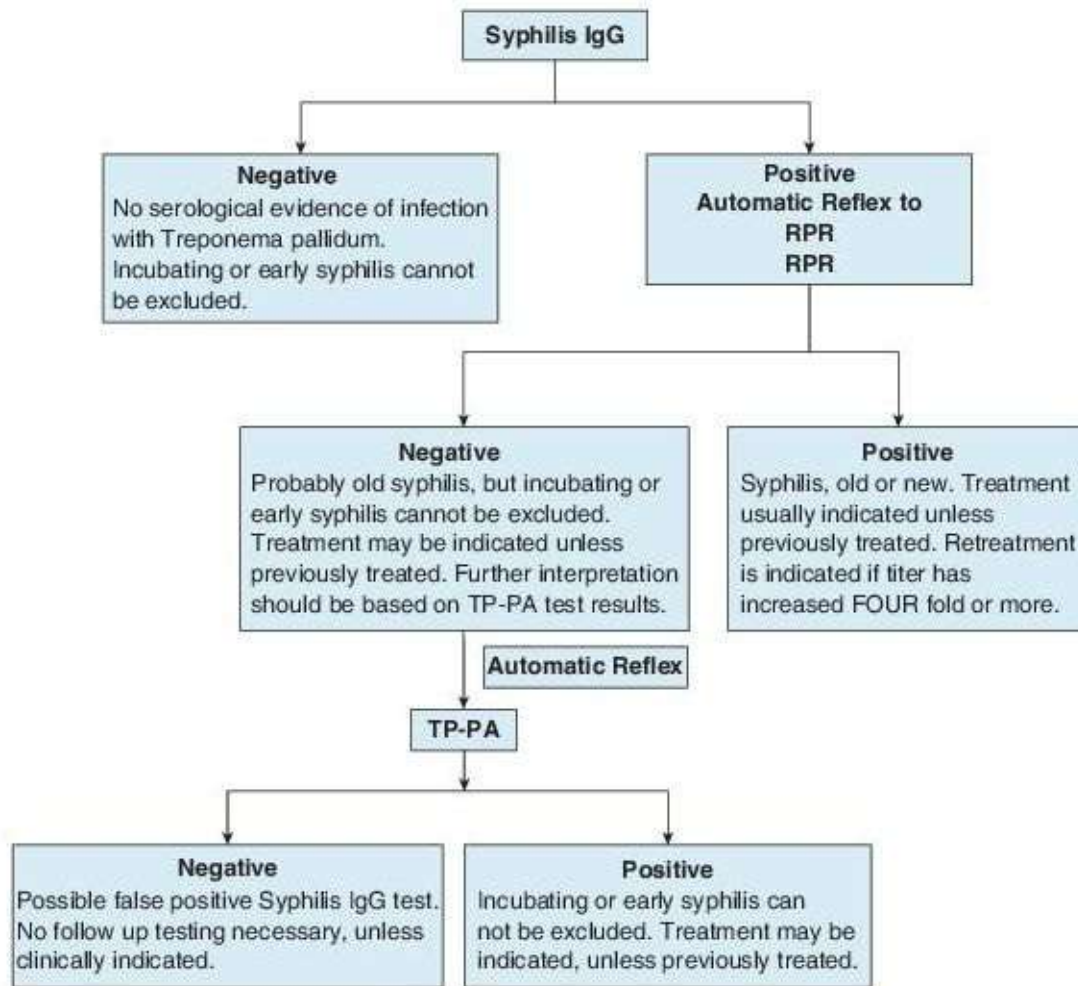 Syphilis IgG
Negative
No serological evidence of infection
with Treponema pallidum.
Incubating or early syphilis cannot
be excluded.
Positive
Automatic Reflex to
RPR
RPR
Negative
Probably old syphilis, but incubating or
early syphilis cannot be excluded.
Treatment may be indicated unless
previously treated. Further interpretation
should be based on TP-PA test results.
Positive
Syphilis, old or new. Treatment
usually indicated unless
previously treated. Retreatment
is indicated if titer has
increased FOUR fold or more.
Automatic Reflex
TP-PA
Negative
Possible false positive Syphilis IgG test.
No follow up testing necessary, unless
clinically indicated.
Positive
Incubating or early syphilis can
not be excluded. Treatment may be
indicated, unless previously treated.